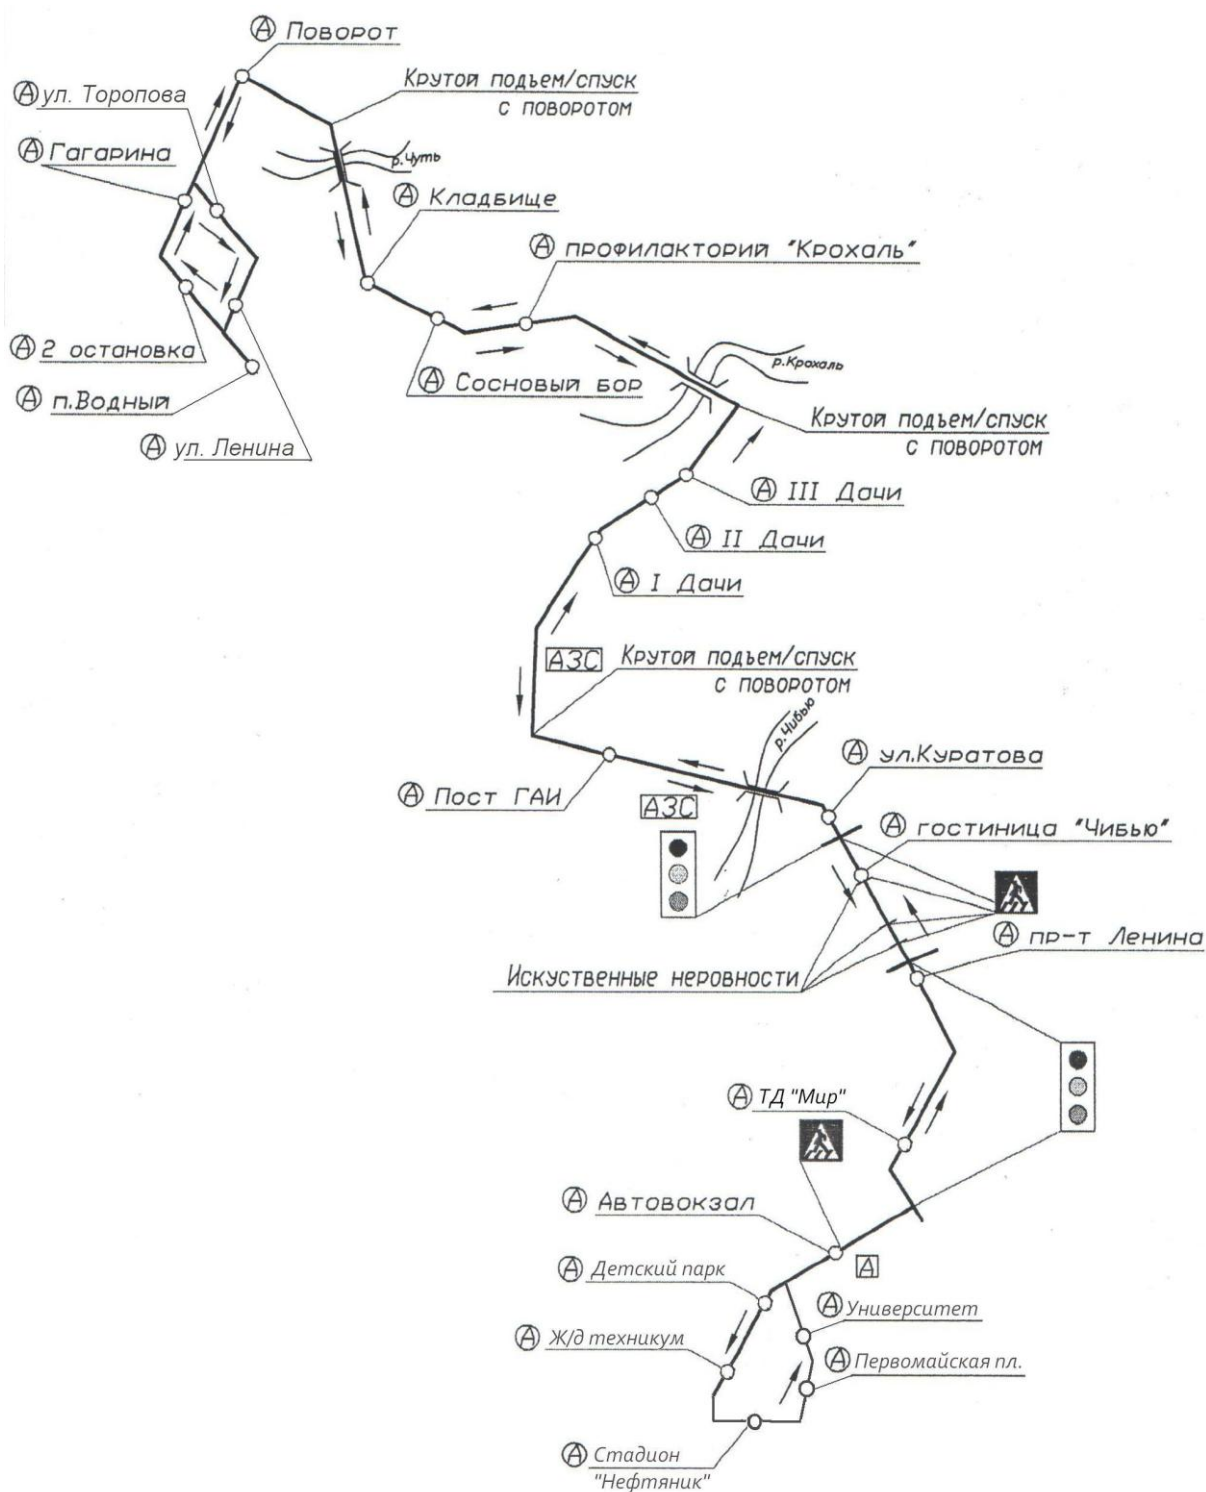 А Поворот
Крутой подъем/спуск
с поворотом
А ул. Торопова
А Гагарина
р.Чуть
А Кладбище
А профилакторий "Крохаль"
А 2 остановка
р.Крохаль
А Сосновый бор
А п.Водный
Крутой подъем/спуск
с поворотом
А ул. Ленина
А III Дачи
А II Дачи
А I Дачи
АЗС
Крутой подъем/спуск
с поворотом
р.Чибью
А ул.Куратова
А Пост ГАИ
АЗС
А гостиница "Чибью"
А пр-т Ленина
Искуственные неровности
А ТД "Мир"
А Автовокзал
А
А Детский парк
А Университет
А Ж/д техникум
А Первомайская пл.
А Стадион
"Нефтяник"